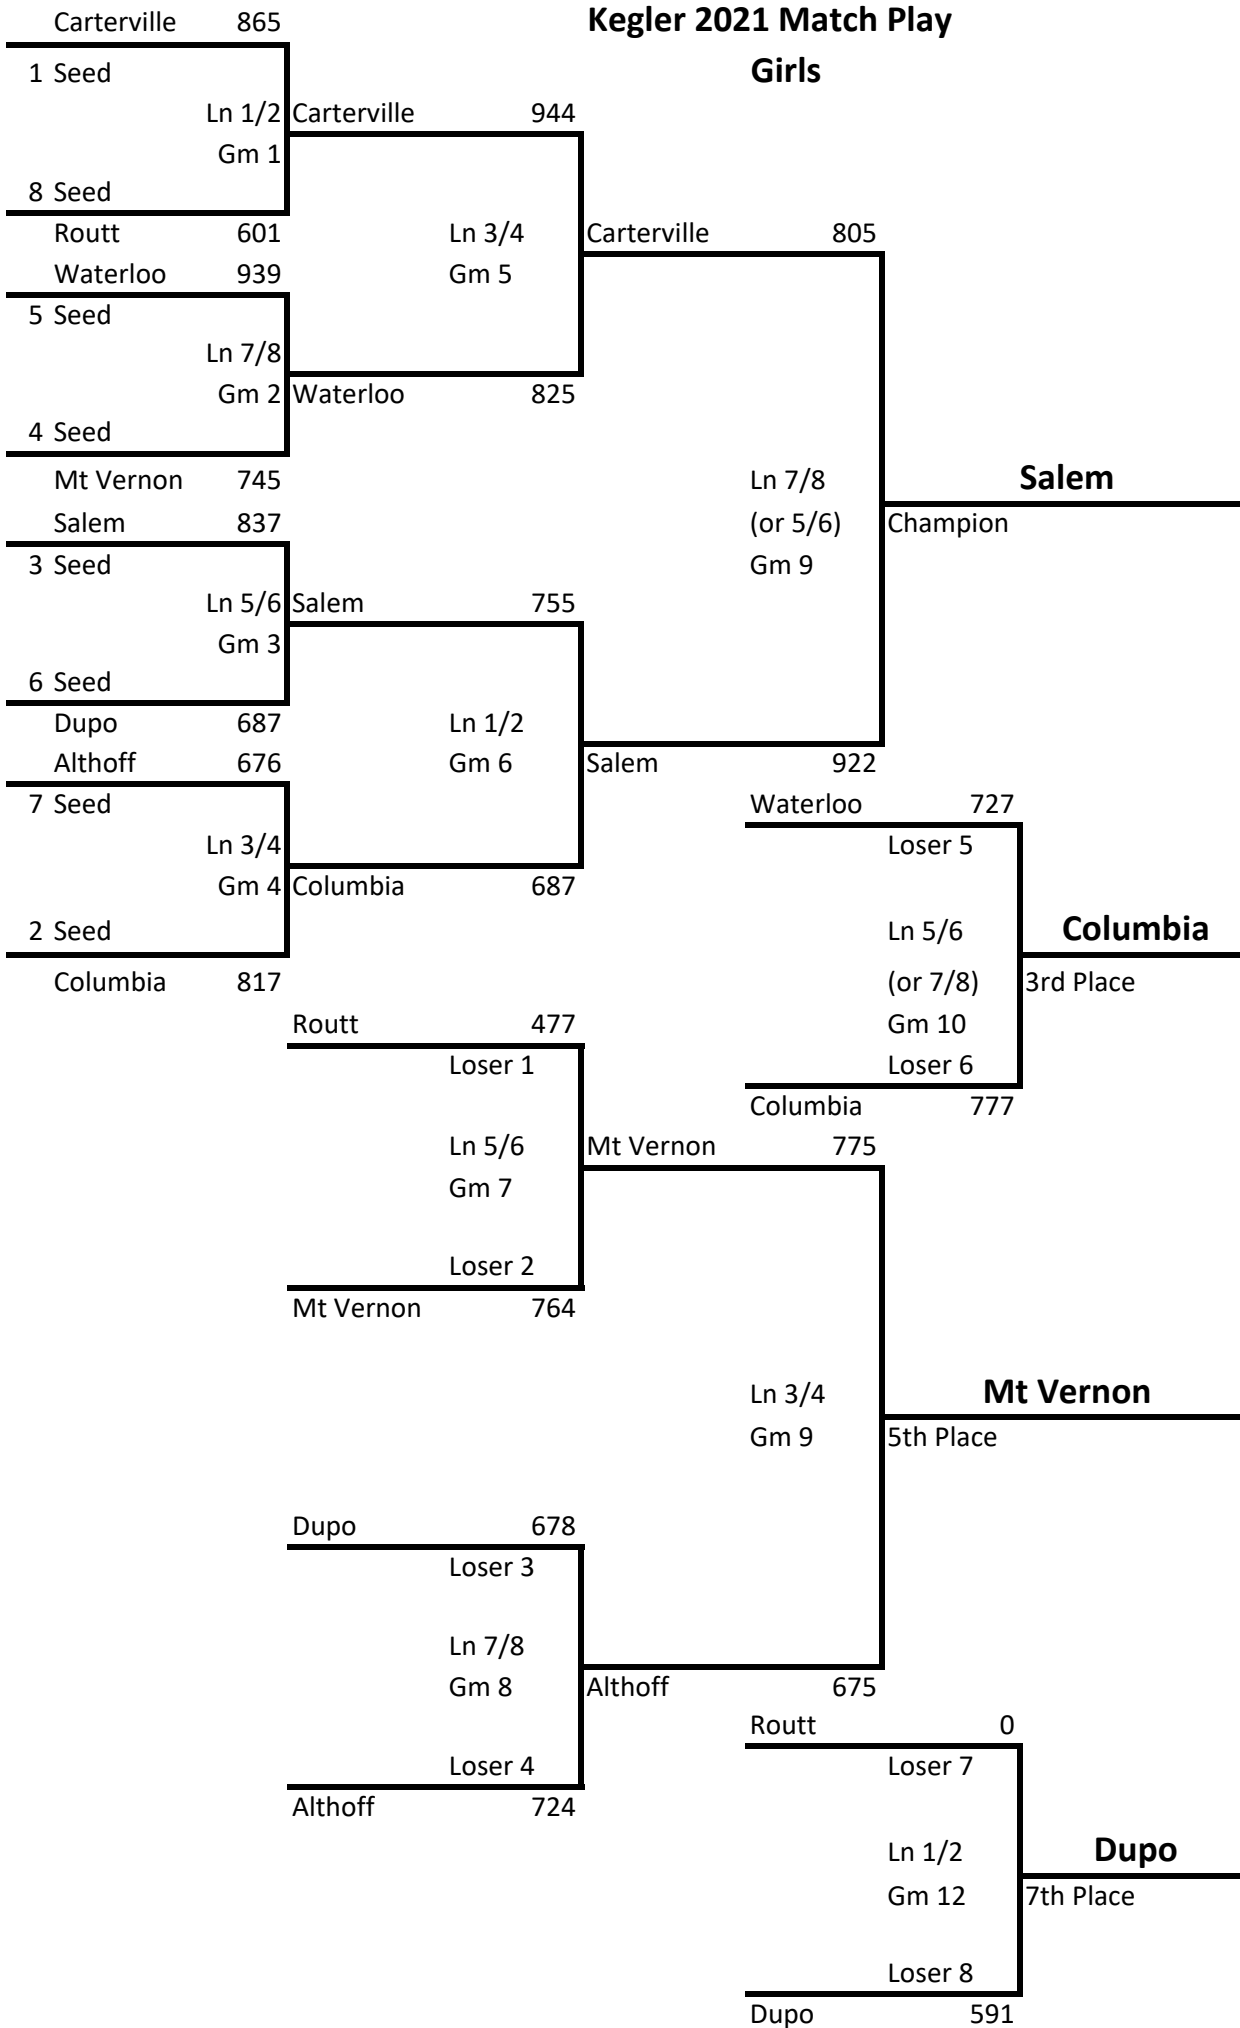 Kegler 2021 Match Play
Girls
Carterville 865
1 Seed
Ln 1/2 Carterville 944
Gm 1
8 Seed
Routt 601 Ln 3/4 Carterville 805
Waterloo 939 Gm 5
5 Seed
Ln 7/8
Gm 2 Waterloo 825
4 Seed
Mt Vernon 745 Ln 7/8 Salem
Salem 837 (or 5/6) Champion
3 Seed Gm 9
Ln 5/6 Salem 755
Gm 3
6 Seed
Dupo 687 Ln 1/2
Althoff 676 Gm 6 Salem 922
7 Seed Waterloo 727
Ln 3/4 Loser 5
Gm 4 Columbia 687
2 Seed Ln 5/6 Columbia
Columbia 817 (or 7/8) 3rd Place
Routt 477 Gm 10
Loser 1 Loser 6
Columbia 777
Ln 5/6 Mt Vernon 775
Gm 7
Loser 2
Mt Vernon 764
Ln 3/4 Mt Vernon
Gm 9 5th Place
Dupo 678
Loser 3
Ln 7/8
Gm 8 Althoff 675
Routt 0
Loser 4 Loser 7
Althoff 724
Ln 1/2 Dupo
Gm 12 7th Place
Loser 8
Dupo 591